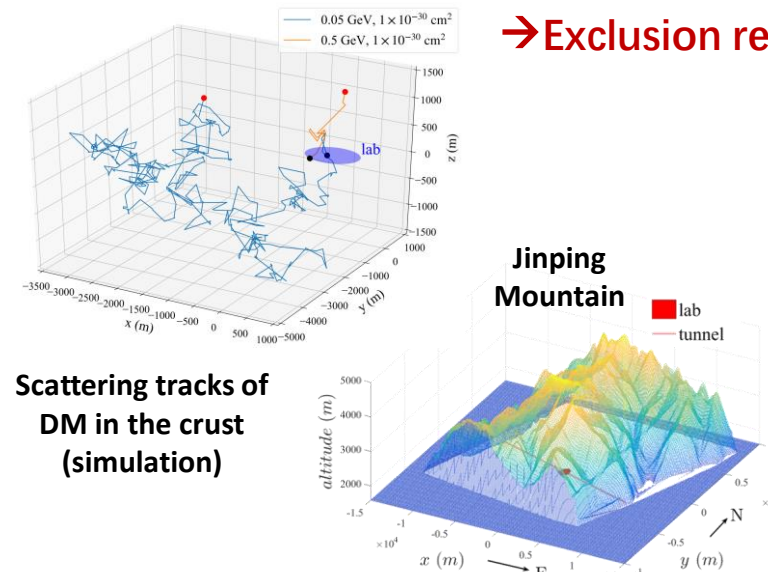 0.05 GeV, 1 × 10⁻³⁰ cm²
0.5 GeV, 1 × 10⁻³⁰ cm²
→Exclusion re
1500
1000
500
0
−500
−1000
−1500
z (m)
lab
1000
0
−1000
−2000
−3000
−4000
−5000
y (m)
−3500
−3000
−2500
−2000
−1500
−1000
−500
0
500
1000
x (m)
Jinping
Mountain
lab
tunnel
Scattering tracks of
DM in the crust
(simulation)
5000
4000
3000
2000
altitude (m)
-1.5
-1
-0.5
0
0.5
1
×10⁴
x (m)
0.5
0
-0.5
y (m)
N